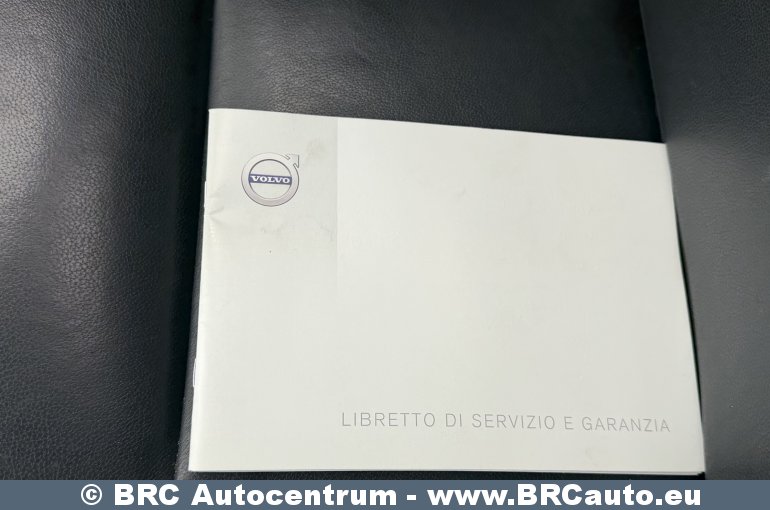 VOLVO
LIBRETTO DI SERVIZIO E GARANZIA
© BRC Autocentrum - www.BRCauto.eu